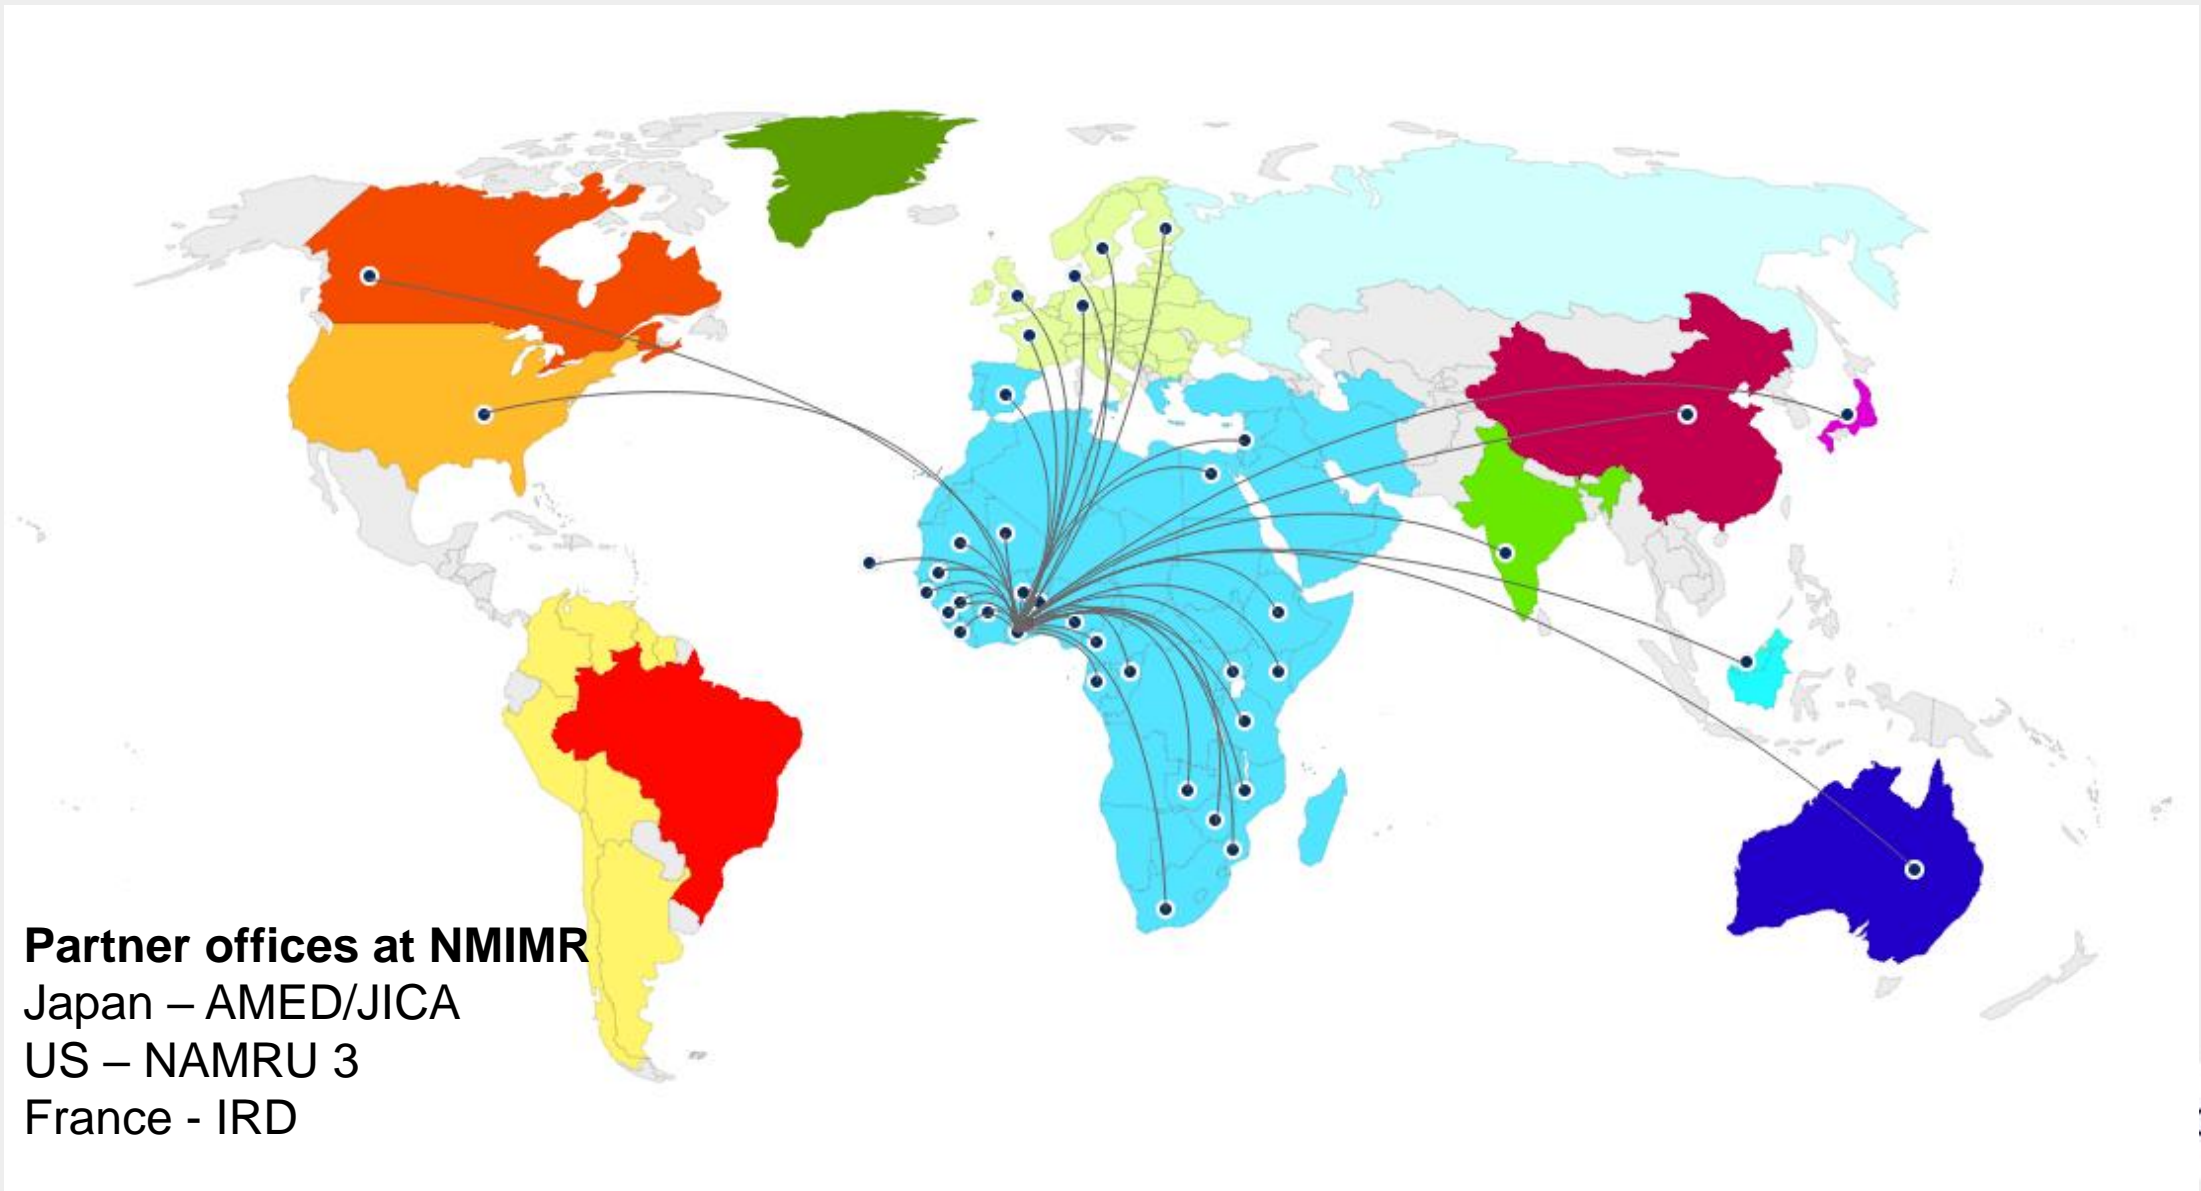 Partner offices at NMIMR
Japan – AMED/JICA
US – NAMRU 3
France - IRD